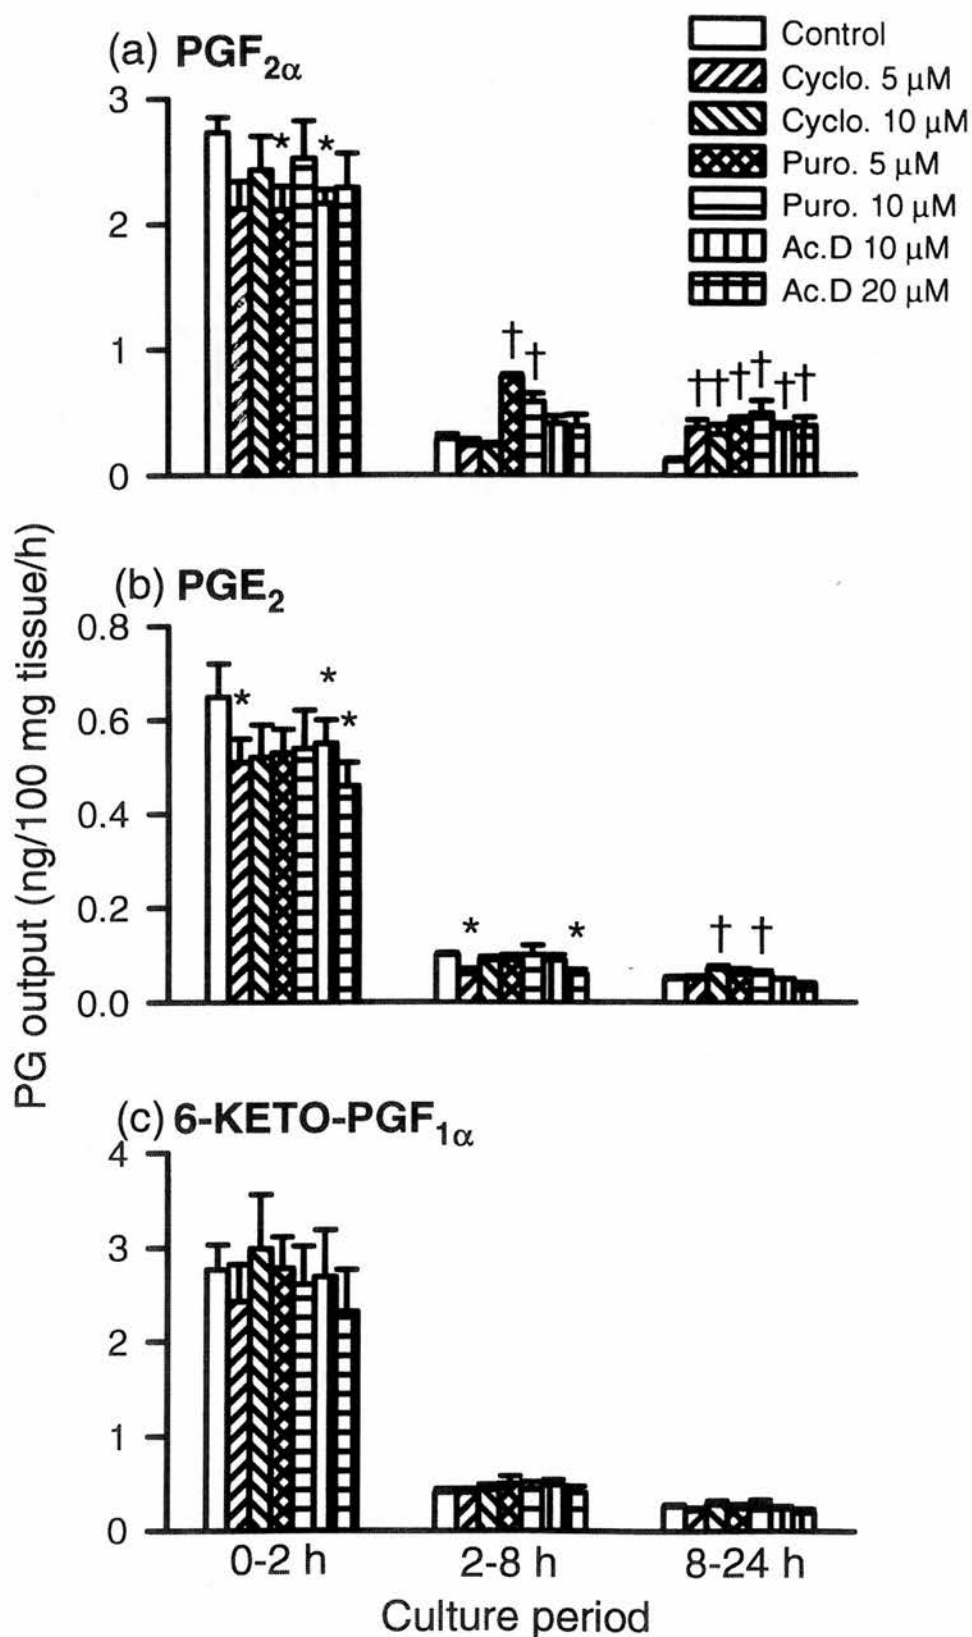 (a) PGF2α
Control
Cyclo. 5 μM
Cyclo. 10 μM
Puro. 5 μM
Puro. 10 μM
Ac.D 10 μM
Ac.D 20 μM
3
2
1
0
* *
† †
† † † † † †
PG output (ng/100 mg tissue/h)
(b) PGE2
0.8
0.6
0.4
0.2
0.0
* * *
* *
† †
(c) 6-KETO-PGF1α
4
3
2
1
0
0-2 h 2-8 h 8-24 h
Culture period